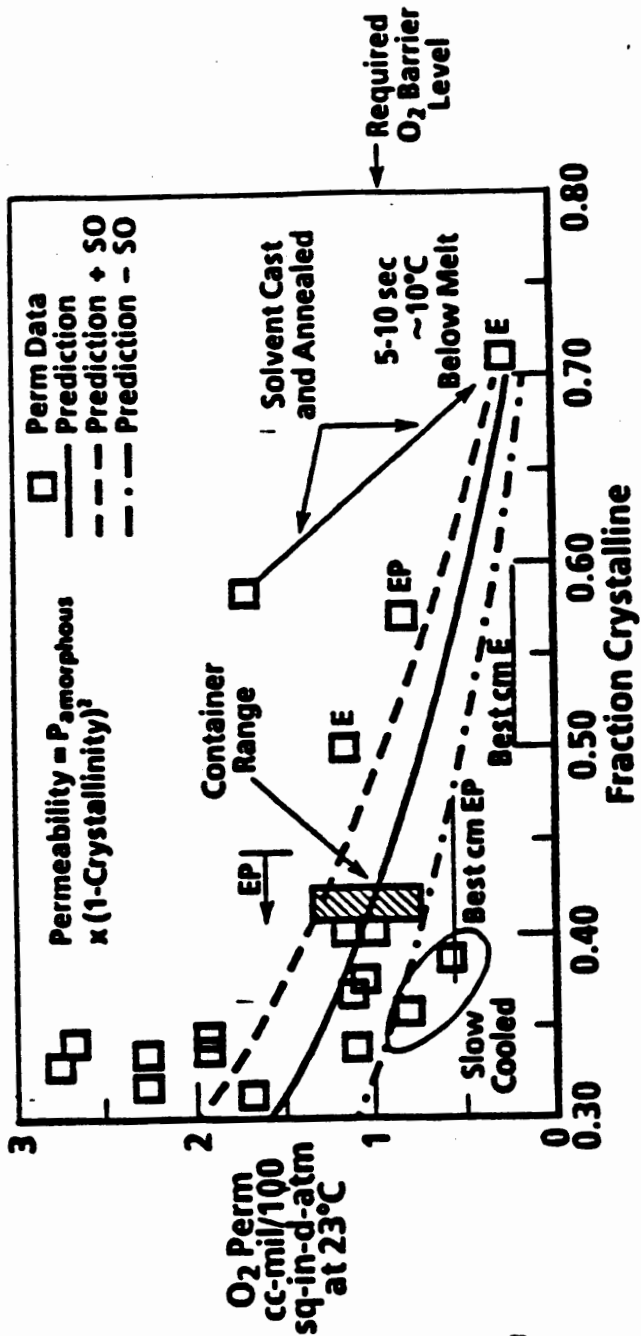 O2 Perm
cc-mil/100
sq-in-d-atm
at 23°C
3
2
1
0
Permeability = Pamorphous
x (1-Crystallinity)2
Perm Data
Prediction
Prediction + SO
Prediction - SO
Solvent Cast
and Annealed
Container
Range
EP
E
EP
5-10 sec
~10°C
Below Melt
E
Required
O2 Barrier
Level
Slow
Cooled
Best cm EP
Best cm E
0.30
0.40
0.50
0.60
0.70
0.80
Fraction Crystalline